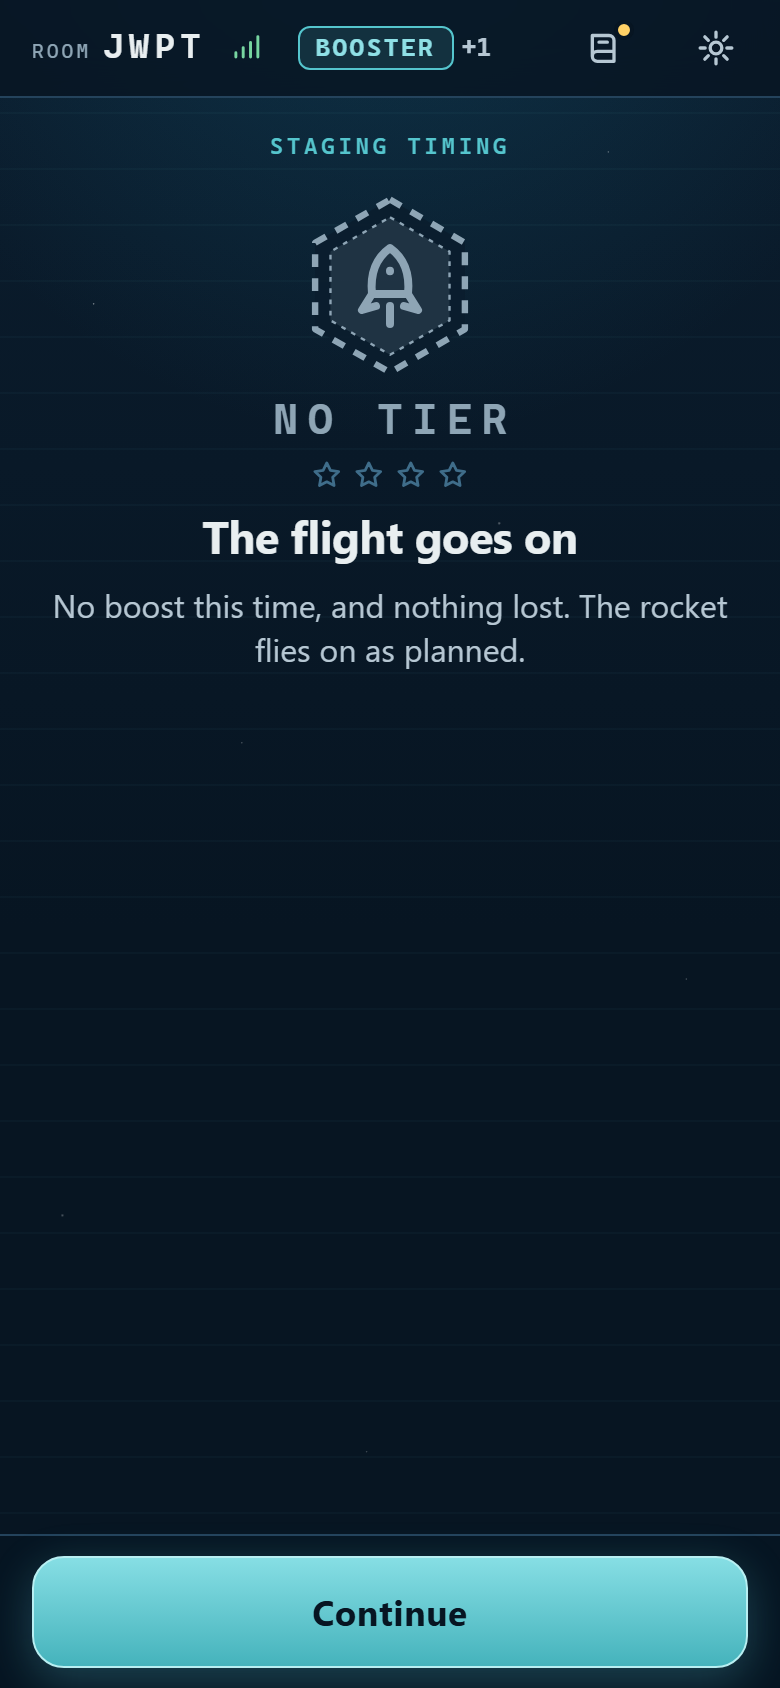 ROOM JWPT BOOSTER +1
STAGING TIMING
NO TIER
The flight goes on
No boost this time, and nothing lost. The rocket
flies on as planned.
Continue